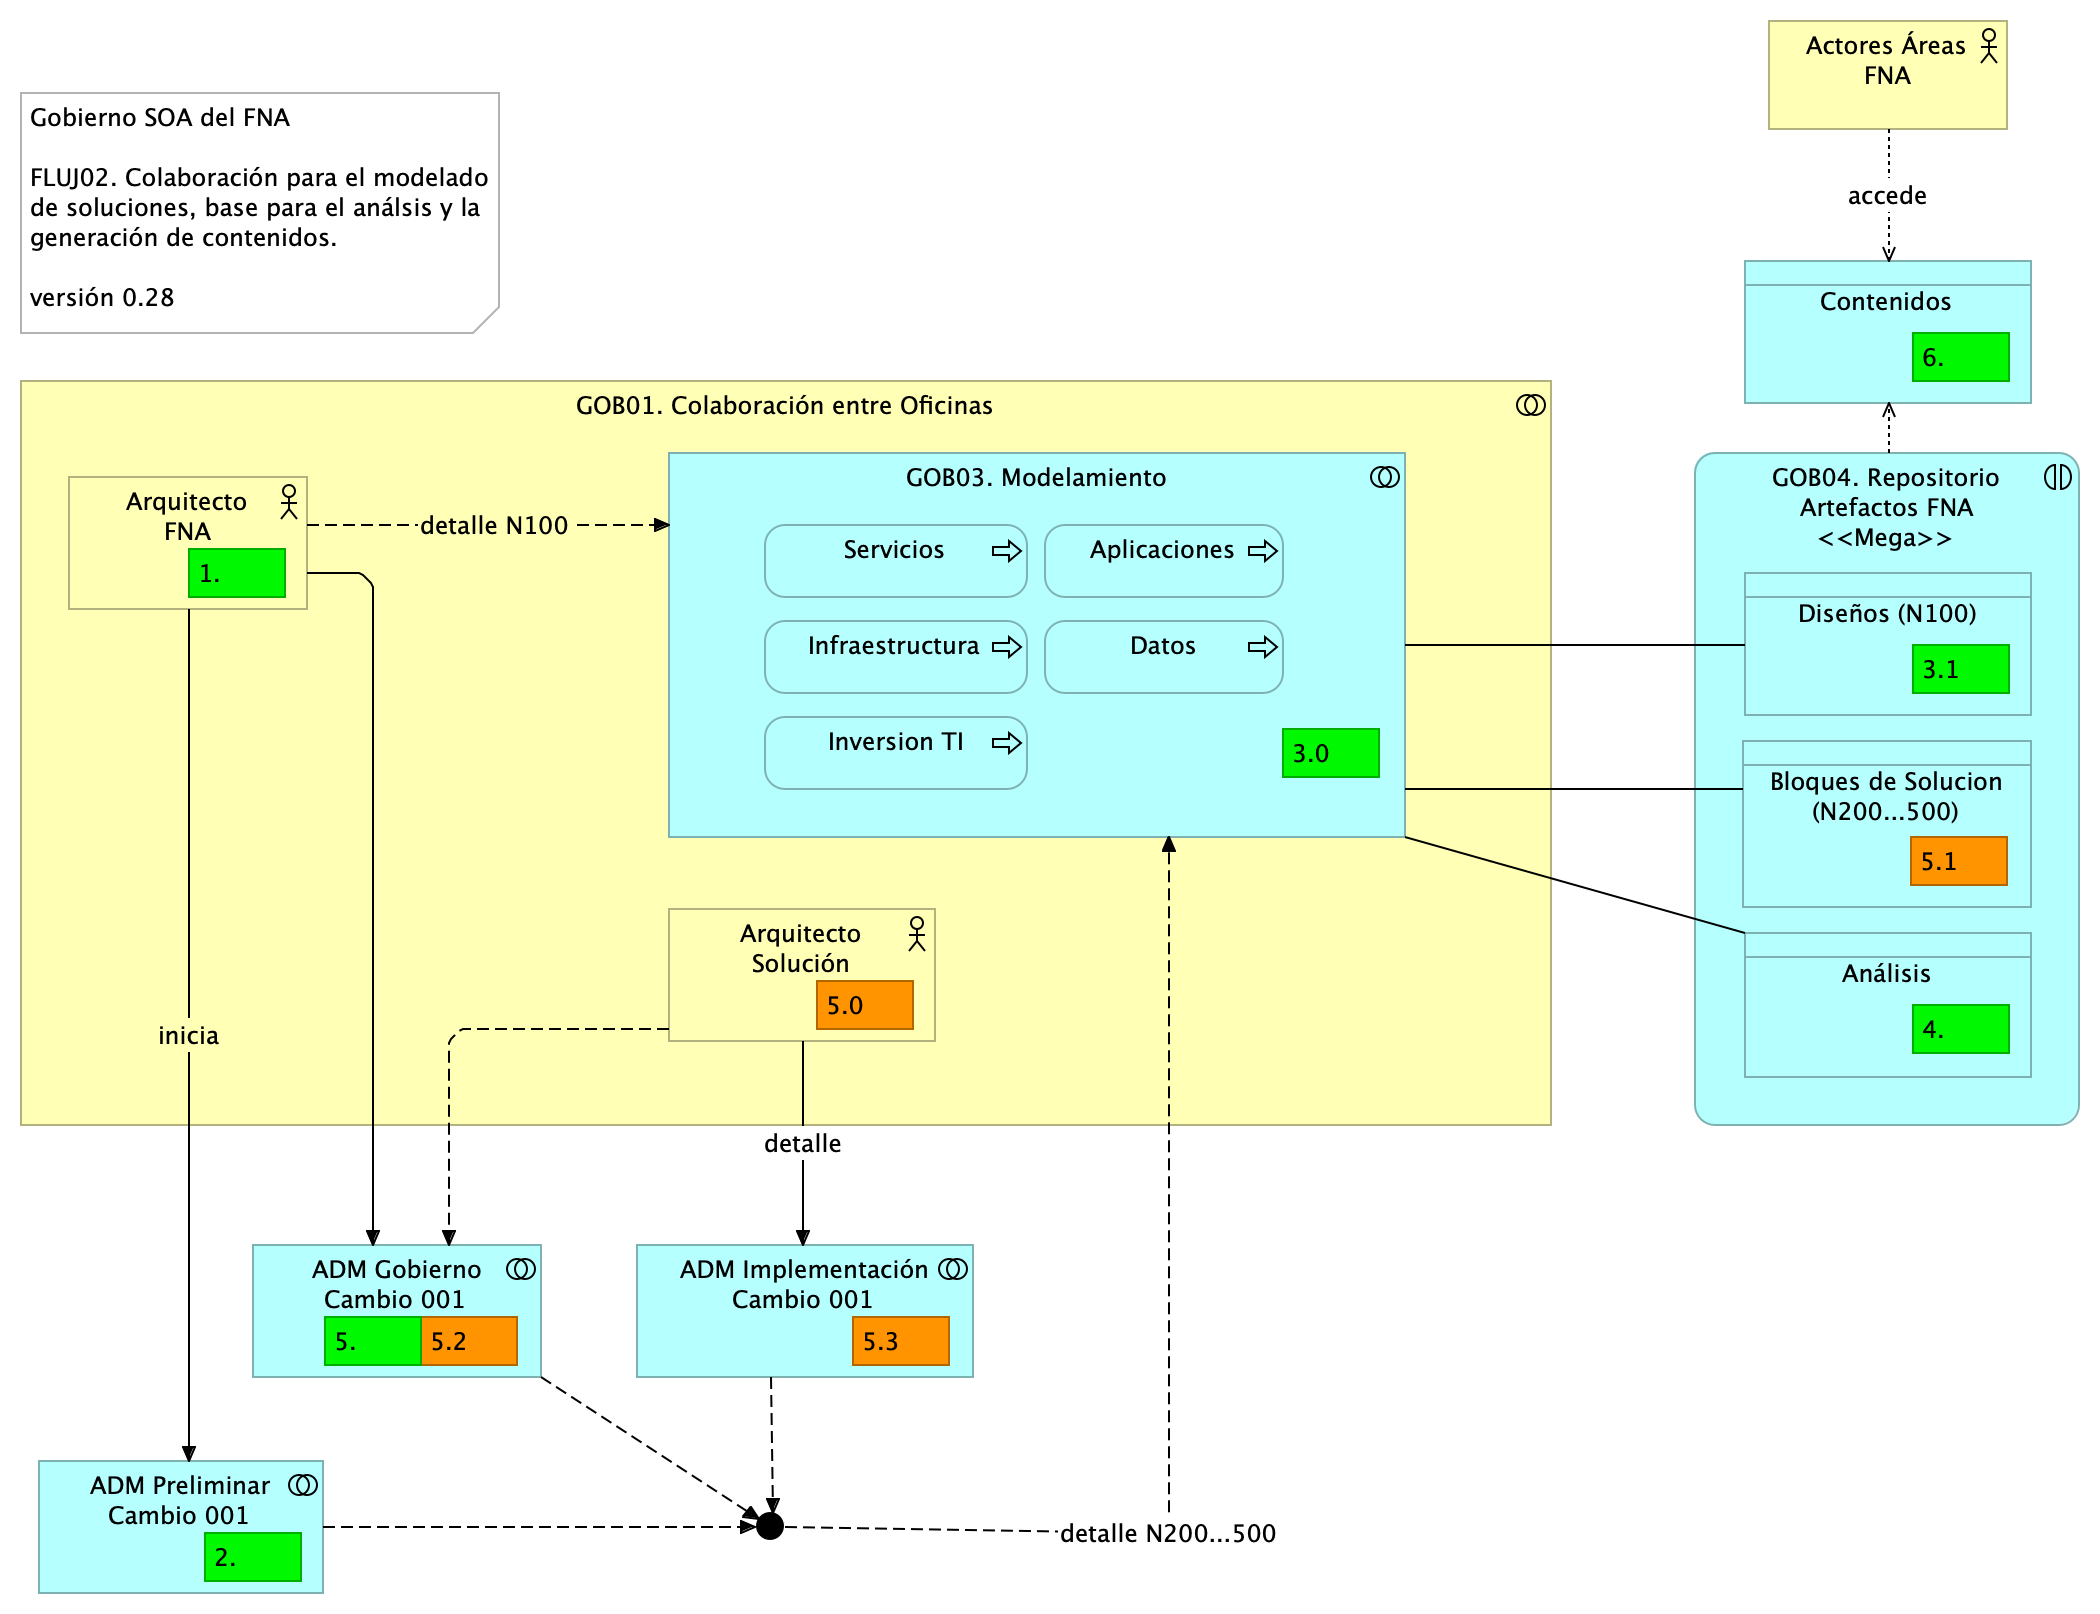 Actores Áreas
FNA
Gobierno SOA del FNA
FLUJ02. Colaboración para el modelado
de soluciones, base para el análsis y la
generación de contenidos.
versión 0.28
accede
Contenidos
6.
GOB01. Colaboración entre Oficinas
Arquitecto
FNA
1.
detalle N100
GOB03. Modelamiento
Servicios
Aplicaciones
Infraestructura
Datos
Inversion TI
3.0
GOB04. Repositorio
Artefactos FNA
<<Mega>>
Diseños (N100)
3.1
Bloques de Solucion
(N200...500)
5.1
Análisis
4.
Arquitecto
Solución
5.0
inicia
detalle
ADM Gobierno
Cambio 001
5.
5.2
ADM Implementación
Cambio 001
5.3
ADM Preliminar
Cambio 001
2.
detalle N200...500